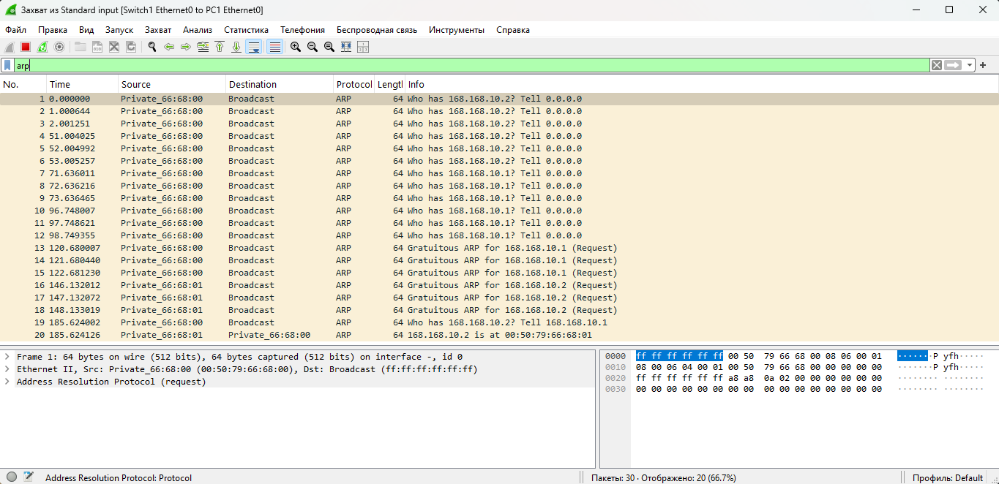 Захват из Standard input [Switch1 Ethernet0 to PC1 Ethernet0]
Файл Правка Вид Запуск Захват Анализ Статистика Телефония Беспроводная связь Инструменты Справка
arp
No. Time Source Destination Protocol Lengtl Info
1 0.000000 Private_66:68:00 Broadcast ARP 64 Who has 168.168.10.2? Tell 0.0.0.0
2 1.000644 Private_66:68:00 Broadcast ARP 64 Who has 168.168.10.2? Tell 0.0.0.0
3 2.001251 Private_66:68:00 Broadcast ARP 64 Who has 168.168.10.2? Tell 0.0.0.0
4 51.004025 Private_66:68:00 Broadcast ARP 64 Who has 168.168.10.2? Tell 0.0.0.0
5 52.004992 Private_66:68:00 Broadcast ARP 64 Who has 168.168.10.2? Tell 0.0.0.0
6 53.005257 Private_66:68:00 Broadcast ARP 64 Who has 168.168.10.2? Tell 0.0.0.0
7 71.636011 Private_66:68:00 Broadcast ARP 64 Who has 168.168.10.1? Tell 0.0.0.0
8 72.636216 Private_66:68:00 Broadcast ARP 64 Who has 168.168.10.1? Tell 0.0.0.0
9 73.636465 Private_66:68:00 Broadcast ARP 64 Who has 168.168.10.1? Tell 0.0.0.0
10 96.748007 Private_66:68:00 Broadcast ARP 64 Who has 168.168.10.1? Tell 0.0.0.0
11 97.748621 Private_66:68:00 Broadcast ARP 64 Who has 168.168.10.1? Tell 0.0.0.0
12 98.749355 Private_66:68:00 Broadcast ARP 64 Who has 168.168.10.1? Tell 0.0.0.0
13 120.680007 Private_66:68:00 Broadcast ARP 64 Gratuitous ARP for 168.168.10.1 (Request)
14 121.680440 Private_66:68:00 Broadcast ARP 64 Gratuitous ARP for 168.168.10.1 (Request)
15 122.681230 Private_66:68:00 Broadcast ARP 64 Gratuitous ARP for 168.168.10.1 (Request)
16 146.132012 Private_66:68:01 Broadcast ARP 64 Gratuitous ARP for 168.168.10.2 (Request)
17 147.132072 Private_66:68:01 Broadcast ARP 64 Gratuitous ARP for 168.168.10.2 (Request)
18 148.133019 Private_66:68:01 Broadcast ARP 64 Gratuitous ARP for 168.168.10.2 (Request)
19 185.624002 Private_66:68:00 Broadcast ARP 64 Who has 168.168.10.2? Tell 168.168.10.1
20 185.624126 Private_66:68:01 Private_66:68:00 ARP 64 168.168.10.2 is at 00:50:79:66:68:01
Frame 1: 64 bytes on wire (512 bits), 64 bytes captured (512 bits) on interface -, id 0
Ethernet II, Src: Private_66:68:00 (00:50:79:66:68:00), Dst: Broadcast (ff:ff:ff:ff:ff:ff)
Address Resolution Protocol (request)
0000 ff ff ff ff ff ff 00 50 79 66 68 00 08 06 00 01 ·······P yfh·····
0010 08 00 06 04 00 01 00 50 79 66 68 00 00 00 00 00 ·······P yfh·····
0020 ff ff ff ff ff ff a8 a8 0a 02 00 00 00 00 00 00 ········ ········
0030 00 00 00 00 00 00 00 00 00 00 00 00 00 00 00 00 ········ ········
Address Resolution Protocol: Protocol
Пакеты: 30 · Отображено: 20 (66.7%)
Профиль: Default